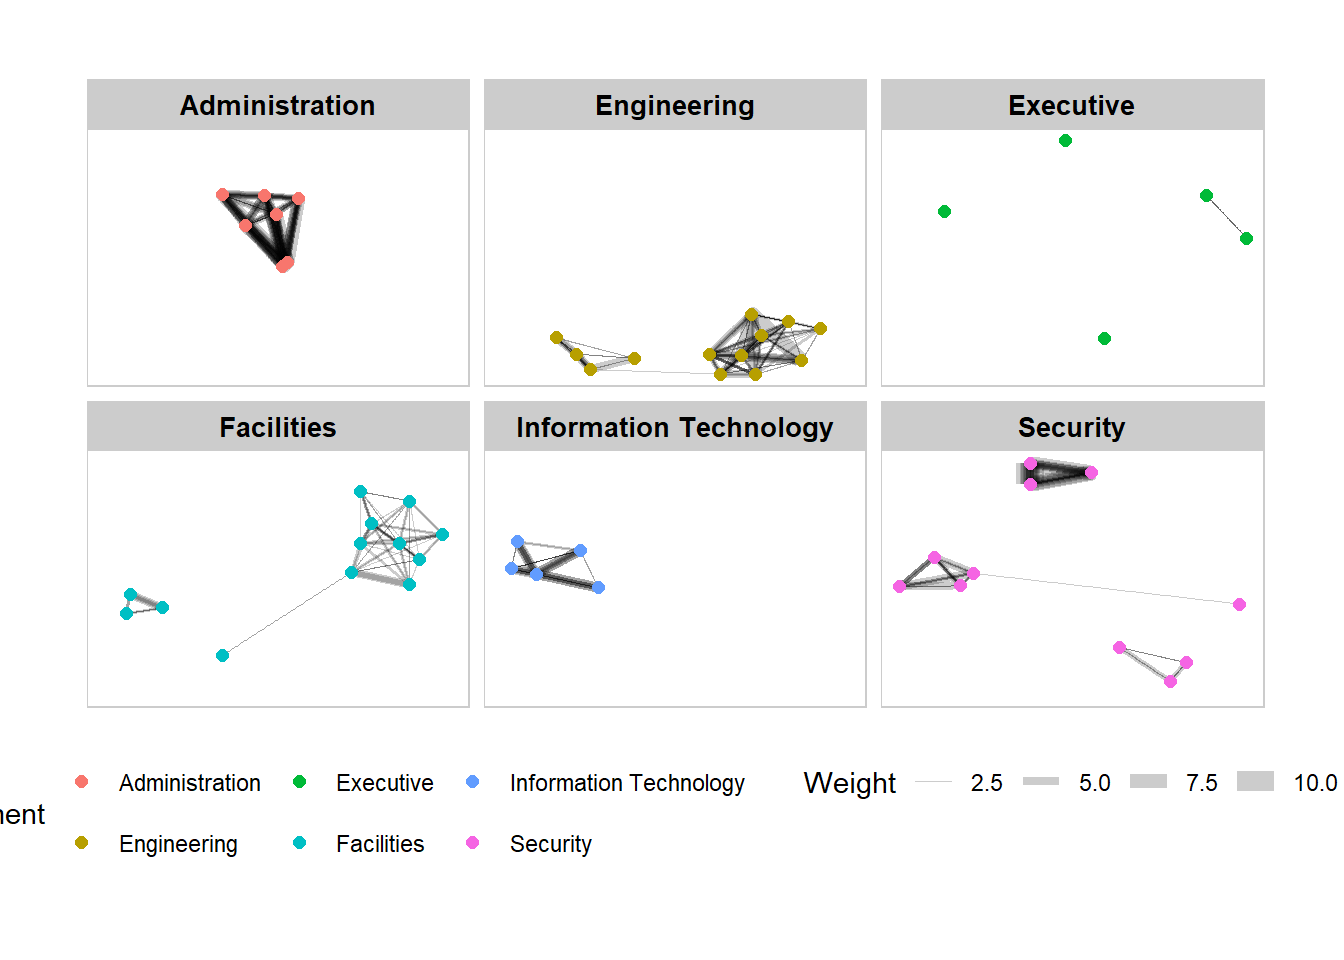 Administration
Engineering
Executive
Facilities
Information Technology
Security
Administration
Executive
Information Technology
Weight
2.5
5.0
7.5
10.0
Engineering
Facilities
Security